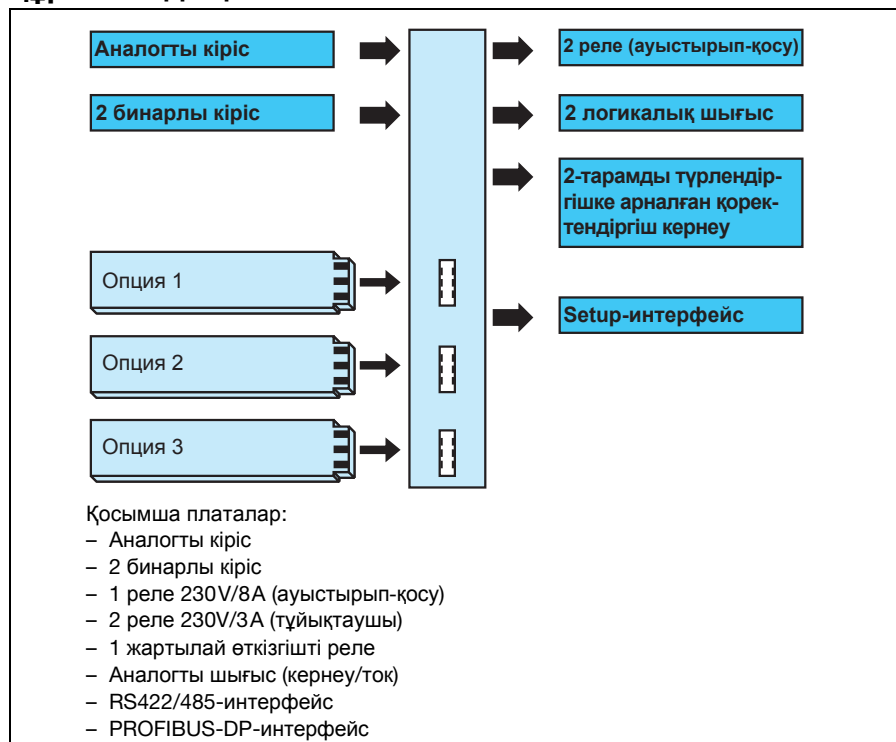 Аналогты кіріс
2 реле (ауыстырып-қосу)
2 бинарлы кіріс
2 логикалық шығыс
2-тарамды түрлендір-
гішке арналған қорек-
тендіргіш кернеу
Опция 1
Setup-интерфейс
Опция 2
Опция 3
Қосымша платалар:
– Аналогты кіріс
– 2 бинарлы кіріс
– 1 реле 230V/8A (ауыстырып-қосу)
– 2 реле 230V/3A (тұйықтаушы)
– 1 жартылай өткізгішті реле
– Аналогты шығыс (кернеу/ток)
– RS422/485-интерфейс
– PROFIBUS-DP-интерфейс